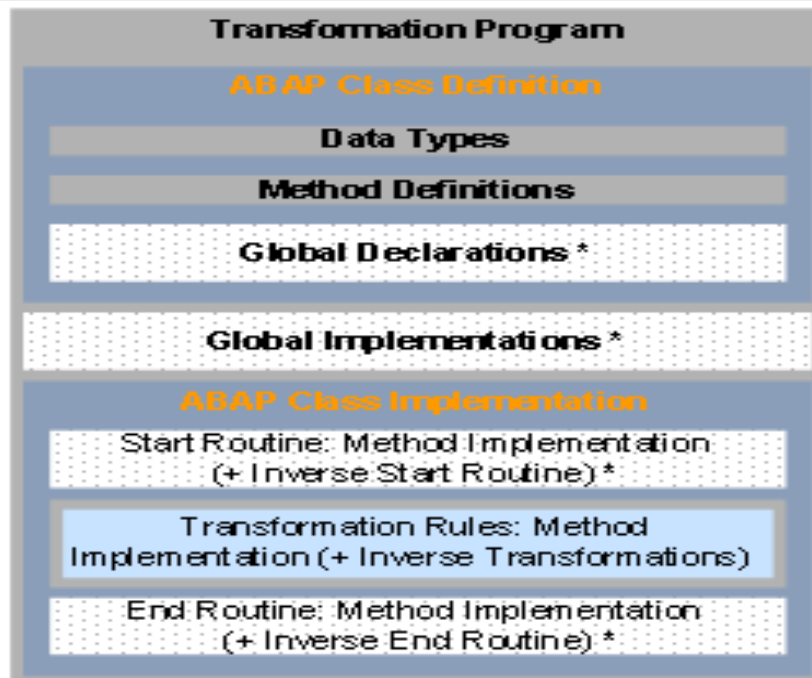 Transformation Program
ABAP Class Definition
Data Types
Method Definitions
Global Declarations *
Global Implementations *
ABAP Class Implementation
Start Routine: Method Implementation
(+ Inverse Start Routine) *
Transformation Rules: Method
Implementation (+ Inverse Transformations)
End Routine: Method Implementation
(+ Inverse End Routine) *